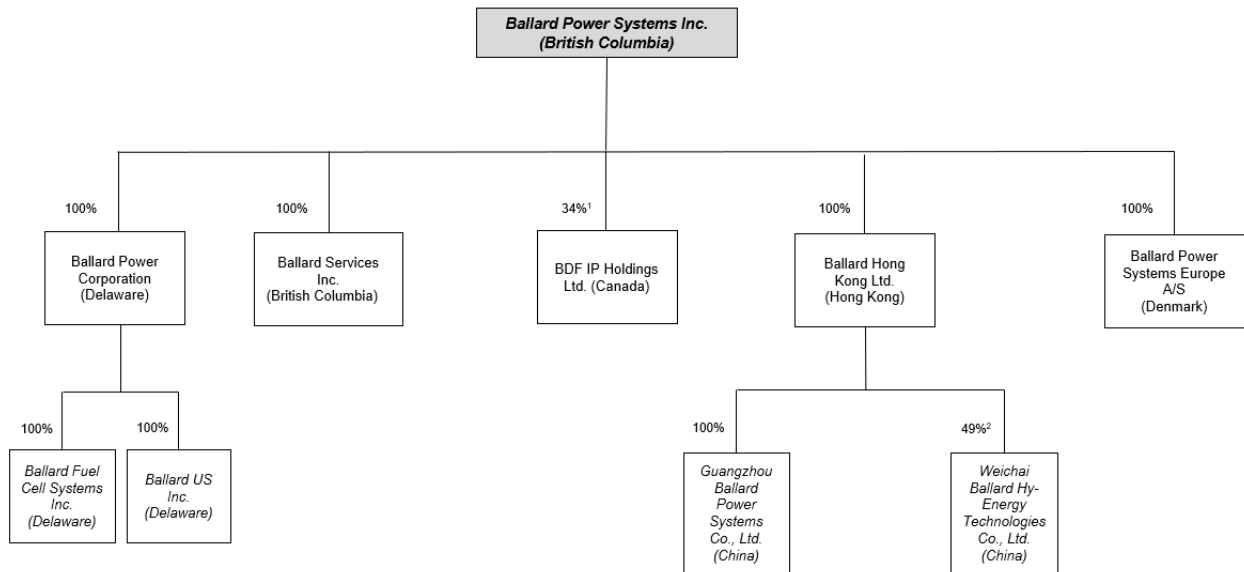 Ballard Power Systems Inc.
(British Columbia)
100%
100%
34%¹
100%
100%
Ballard Power
Corporation
(Delaware)
Ballard Services
Inc.
(British Columbia)
BDF IP Holdings
Ltd. (Canada)
Ballard Hong
Kong Ltd.
(Hong Kong)
Ballard Power
Systems Europe
A/S
(Denmark)
100%
100%
100%
49%²
Ballard Fuel
Cell Systems
Inc.
(Delaware)
Ballard US
Inc.
(Delaware)
Guangzhou
Ballard
Power
Systems
Co., Ltd.
(China)
Weichai
Ballard Hy-
Energy
Technologies
Co., Ltd.
(China)